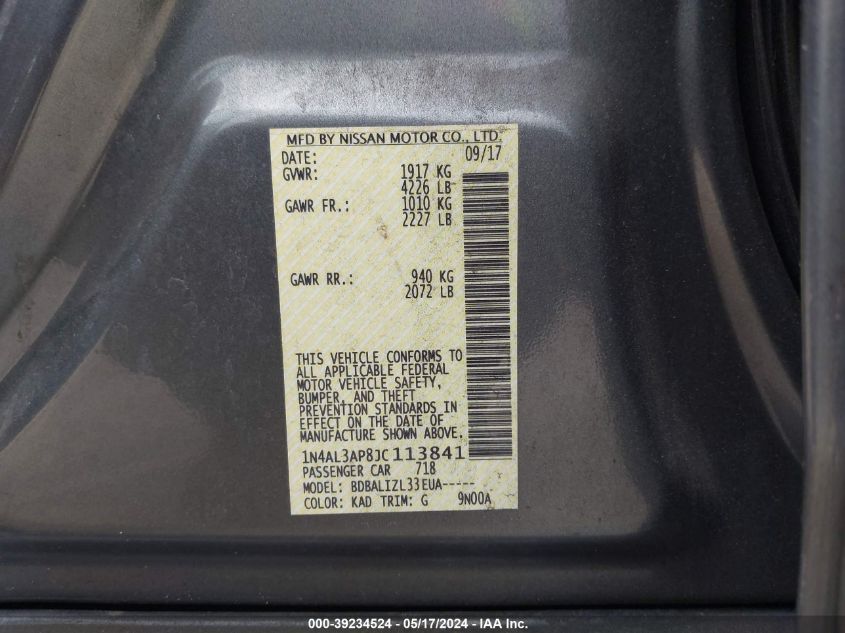 MFD BY NISSAN MOTOR CO., LTD.
DATE: 09/17
GVWR: 1917 KG
4226 LB
GAWR FR.: 1010 KG
2227 LB
GAWR RR.: 940 KG
2072 LB
THIS VEHICLE CONFORMS TO
ALL APPLICABLE FEDERAL
MOTOR VEHICLE SAFETY,
BUMPER, AND THEFT
PREVENTION STANDARDS IN
EFFECT ON THE DATE OF
MANUFACTURE SHOWN ABOVE.
1N4AL3AP8JC113841
PASSENGER CAR 718
MODEL: BDBALIZL33EUA-----
COLOR: KAD TRIM: G 9N00A
000-39234524 - 05/17/2024 - IAA Inc.